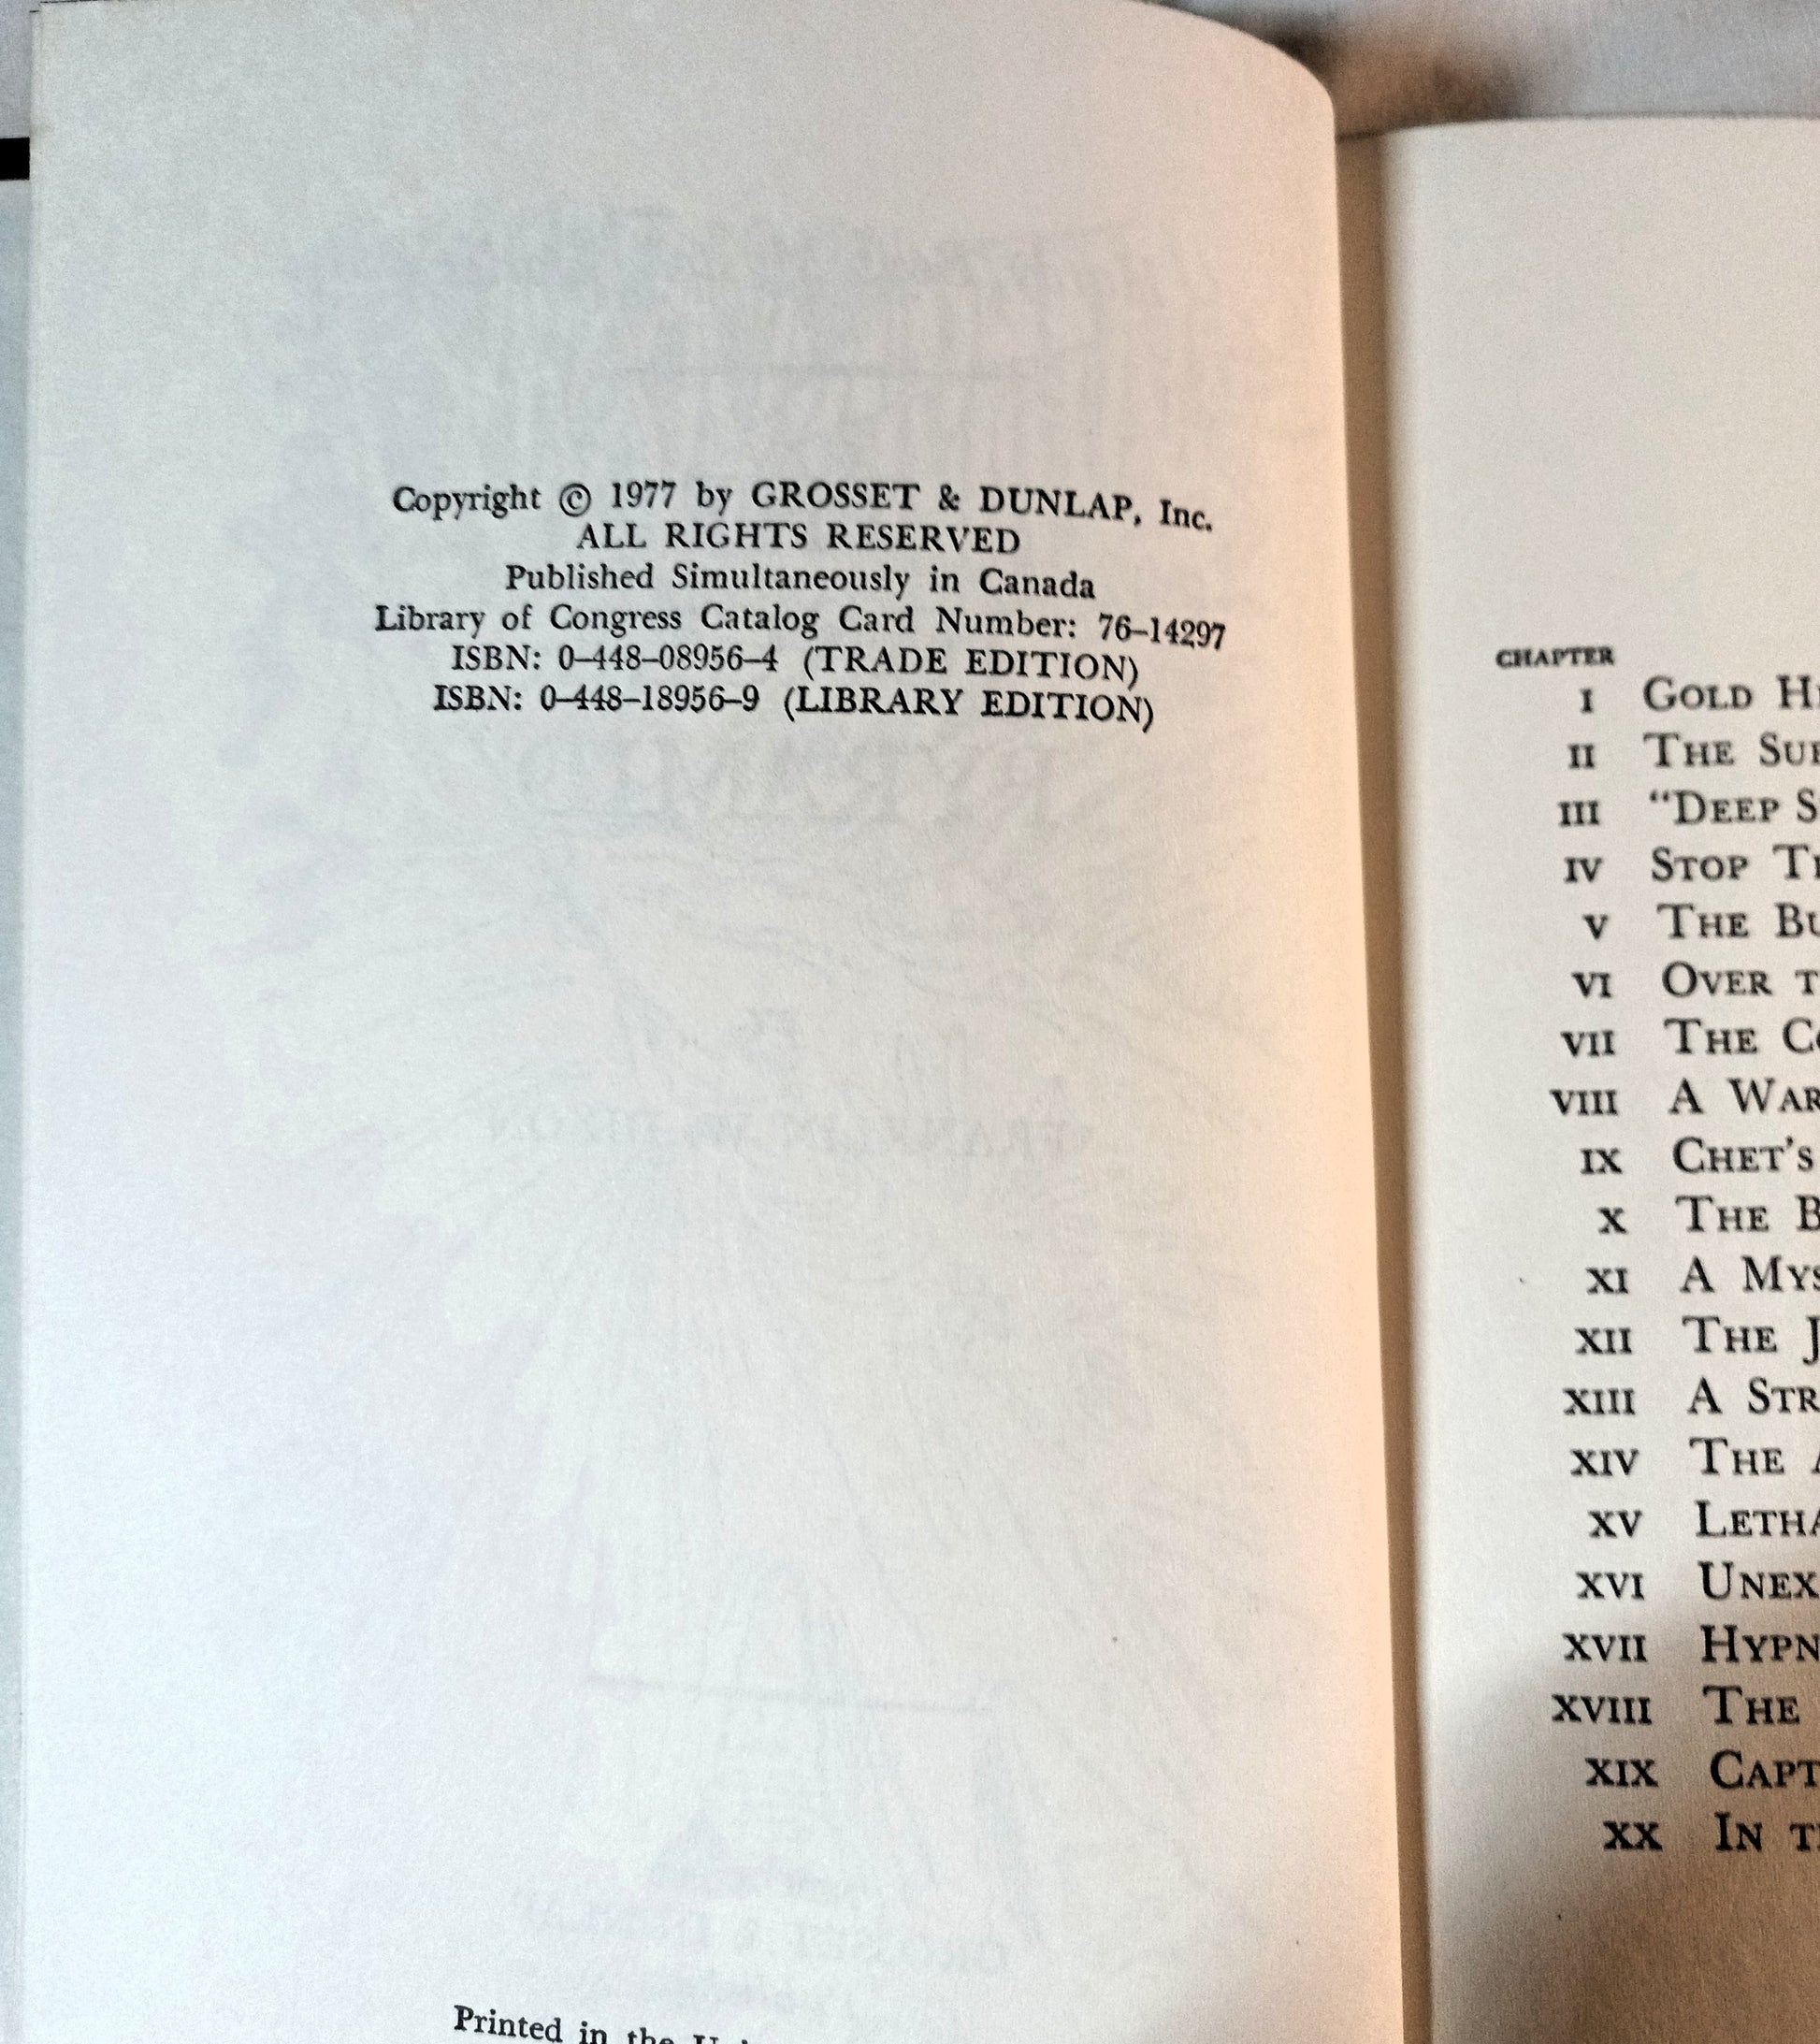 Copyright © 1977 by GROSSET & DUNLAP, Inc.
ALL RIGHTS RESERVED
Published Simultaneously in Canada
Library of Congress Catalog Card Number: 76–14297
ISBN: 0–448–08956–4 (TRADE EDITION)
ISBN: 0–448–18956–9 (LIBRARY EDITION)
Printed in the
CHAPTER
I GOLD
II THE
III “DEEP
IV STOP
V THE
VI OVER
VII THE
VIII A
IX CHET'S
X THE
XI A
XII THE
XIII A
XIV THE
XV
XVI
XVII
XVIII THE
XIX
XX IN